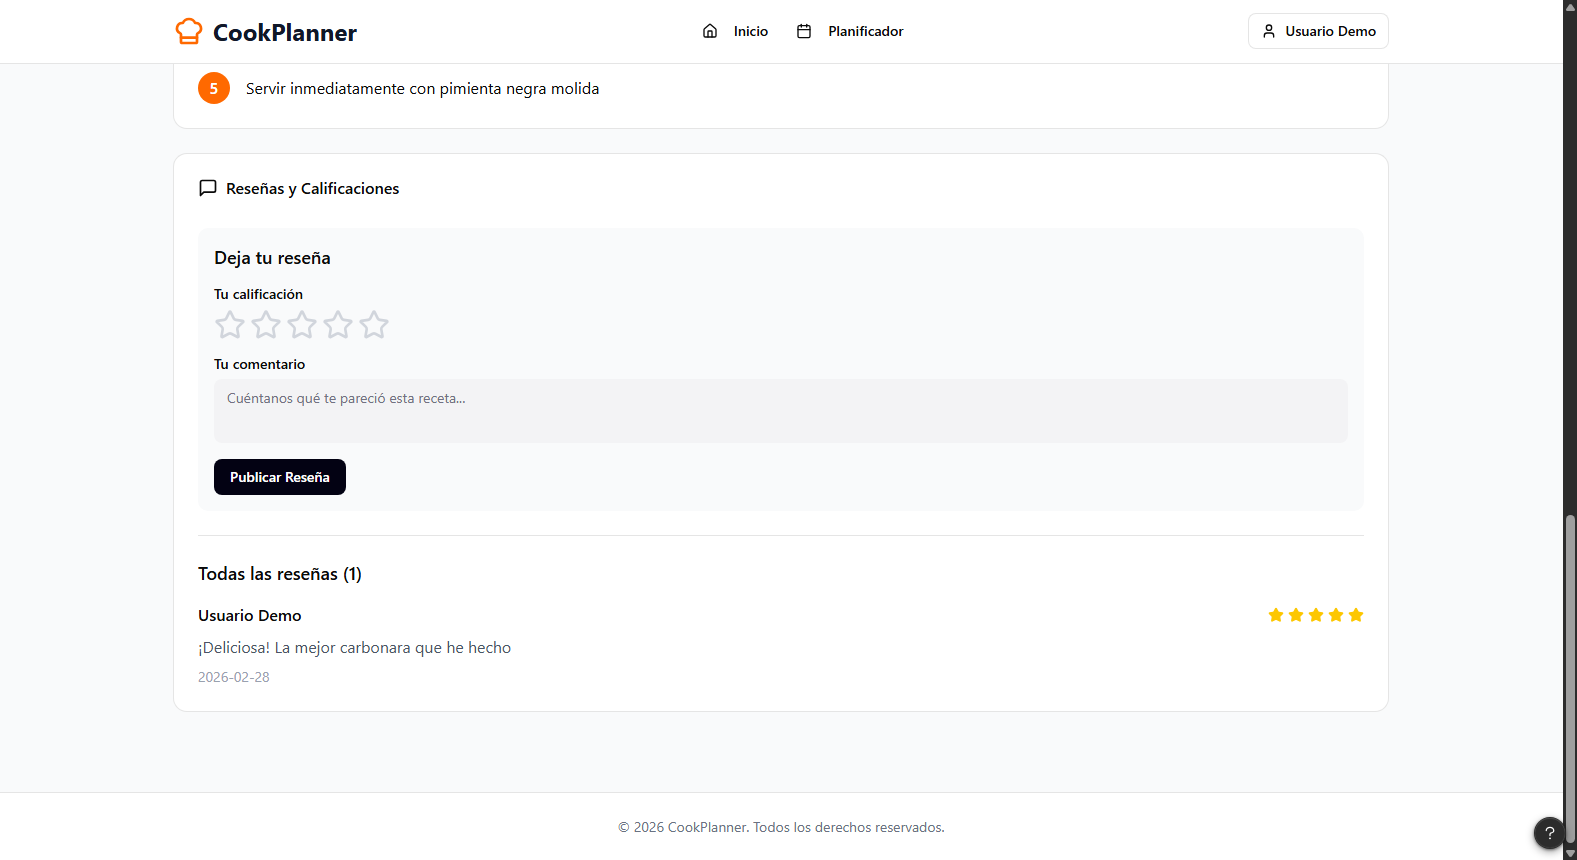 CookPlanner
Inicio
Planificador
Usuario Demo
5
Servir inmediatamente con pimienta negra molida
Reseñas y Calificaciones
Deja tu reseña
Tu calificación
Tu comentario
Cuéntanos qué te pareció esta receta...
Publicar Reseña
Todas las reseñas (1)
Usuario Demo
¡Deliciosa! La mejor carbonara que he hecho
2026-02-28
© 2026 CookPlanner. Todos los derechos reservados.
?